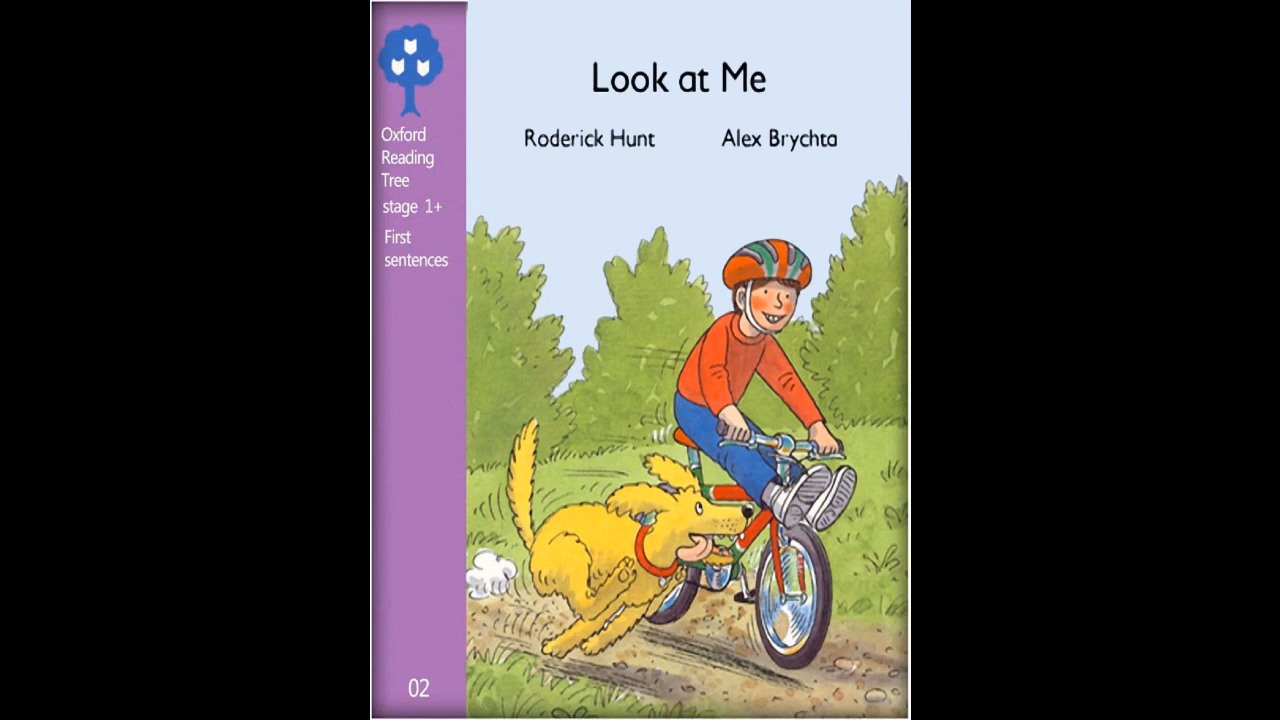 Look at Me
Roderick Hunt Alex Brychta
Oxford
Reading
Tree
stage 1+
First
sentences
02